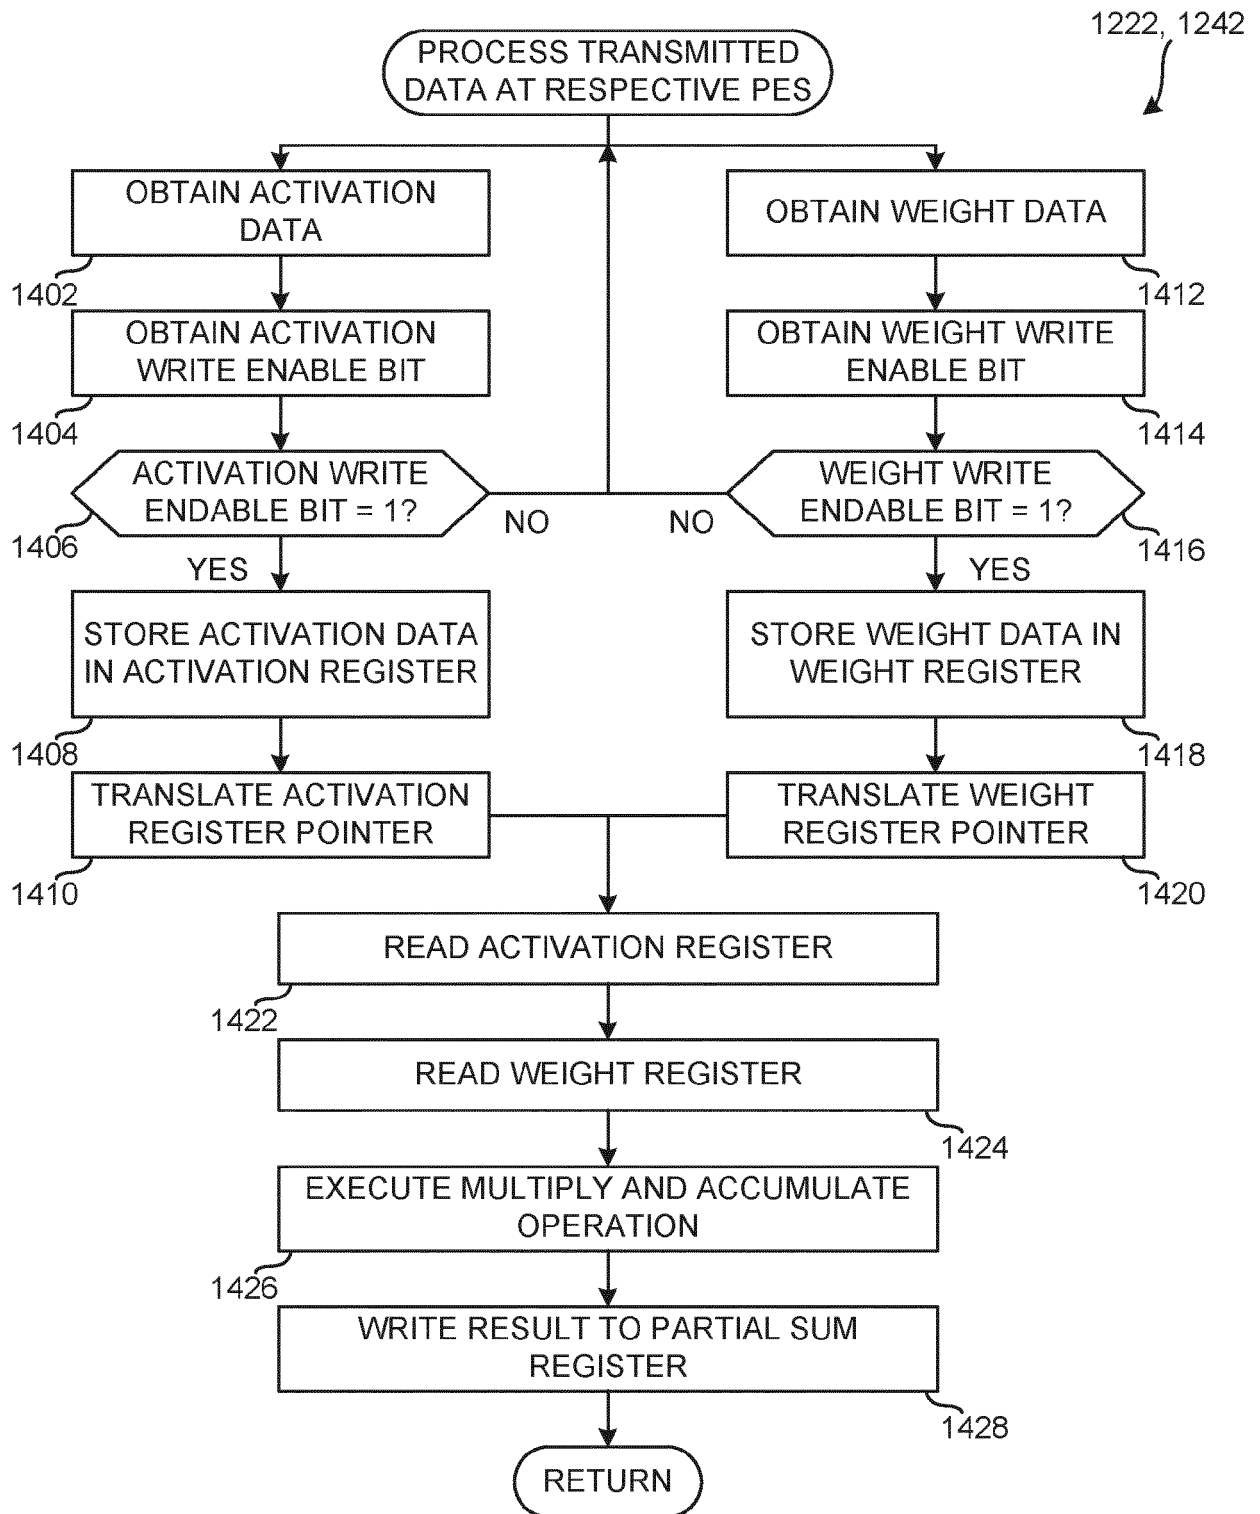 1222, 1242
PROCESS TRANSMITTED
DATA AT RESPECTIVE PES
OBTAIN ACTIVATION
DATA
1402
OBTAIN WEIGHT DATA
1412
OBTAIN ACTIVATION
WRITE ENABLE BIT
1404
OBTAIN WEIGHT WRITE
ENABLE BIT
1414
ACTIVATION WRITE
ENDABLE BIT = 1?
1406
NO
YES
WEIGHT WRITE
ENDABLE BIT = 1?
1416
NO
YES
STORE ACTIVATION DATA
IN ACTIVATION REGISTER
1408
STORE WEIGHT DATA IN
WEIGHT REGISTER
1418
TRANSLATE ACTIVATION
REGISTER POINTER
1410
TRANSLATE WEIGHT
REGISTER POINTER
1420
READ ACTIVATION REGISTER
1422
READ WEIGHT REGISTER
1424
EXECUTE MULTIPLY AND ACCUMULATE
OPERATION
1426
WRITE RESULT TO PARTIAL SUM
REGISTER
1428
RETURN